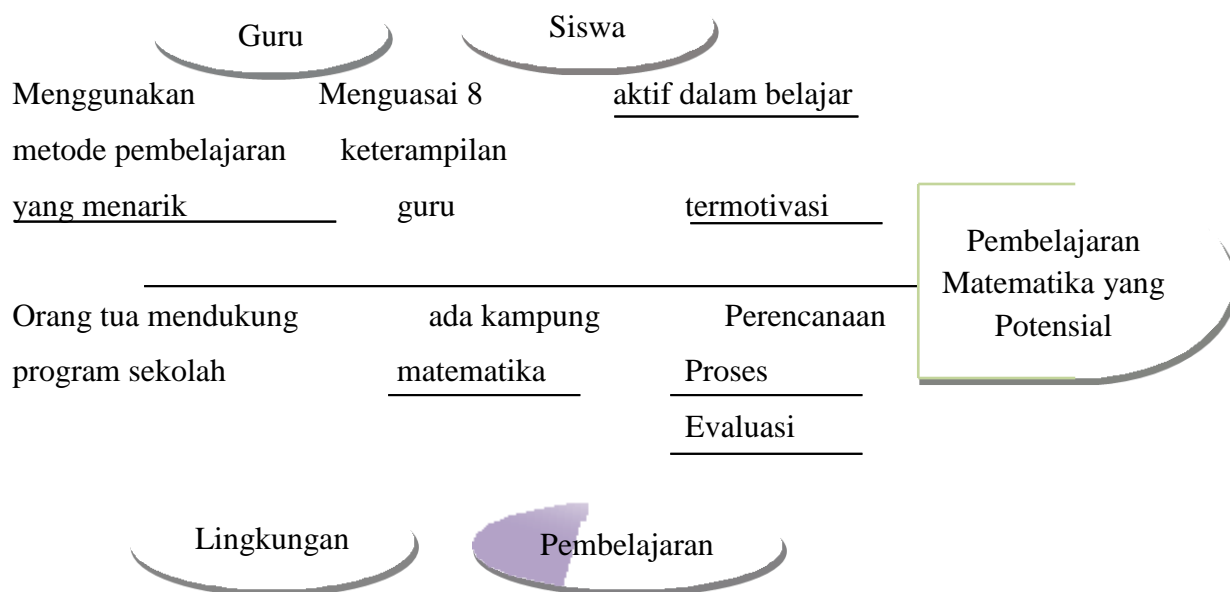 Guru
Siswa
Menggunakan Menguasai 8 aktif dalam belajar
metode pembelajaran keterampilan
yang menarik guru termotivasi
Pembelajaran
Matematika yang
Potensial
Orang tua mendukung ada kampung Perencanaan
program sekolah matematika Proses
Evaluasi
Lingkungan
Pembelajaran